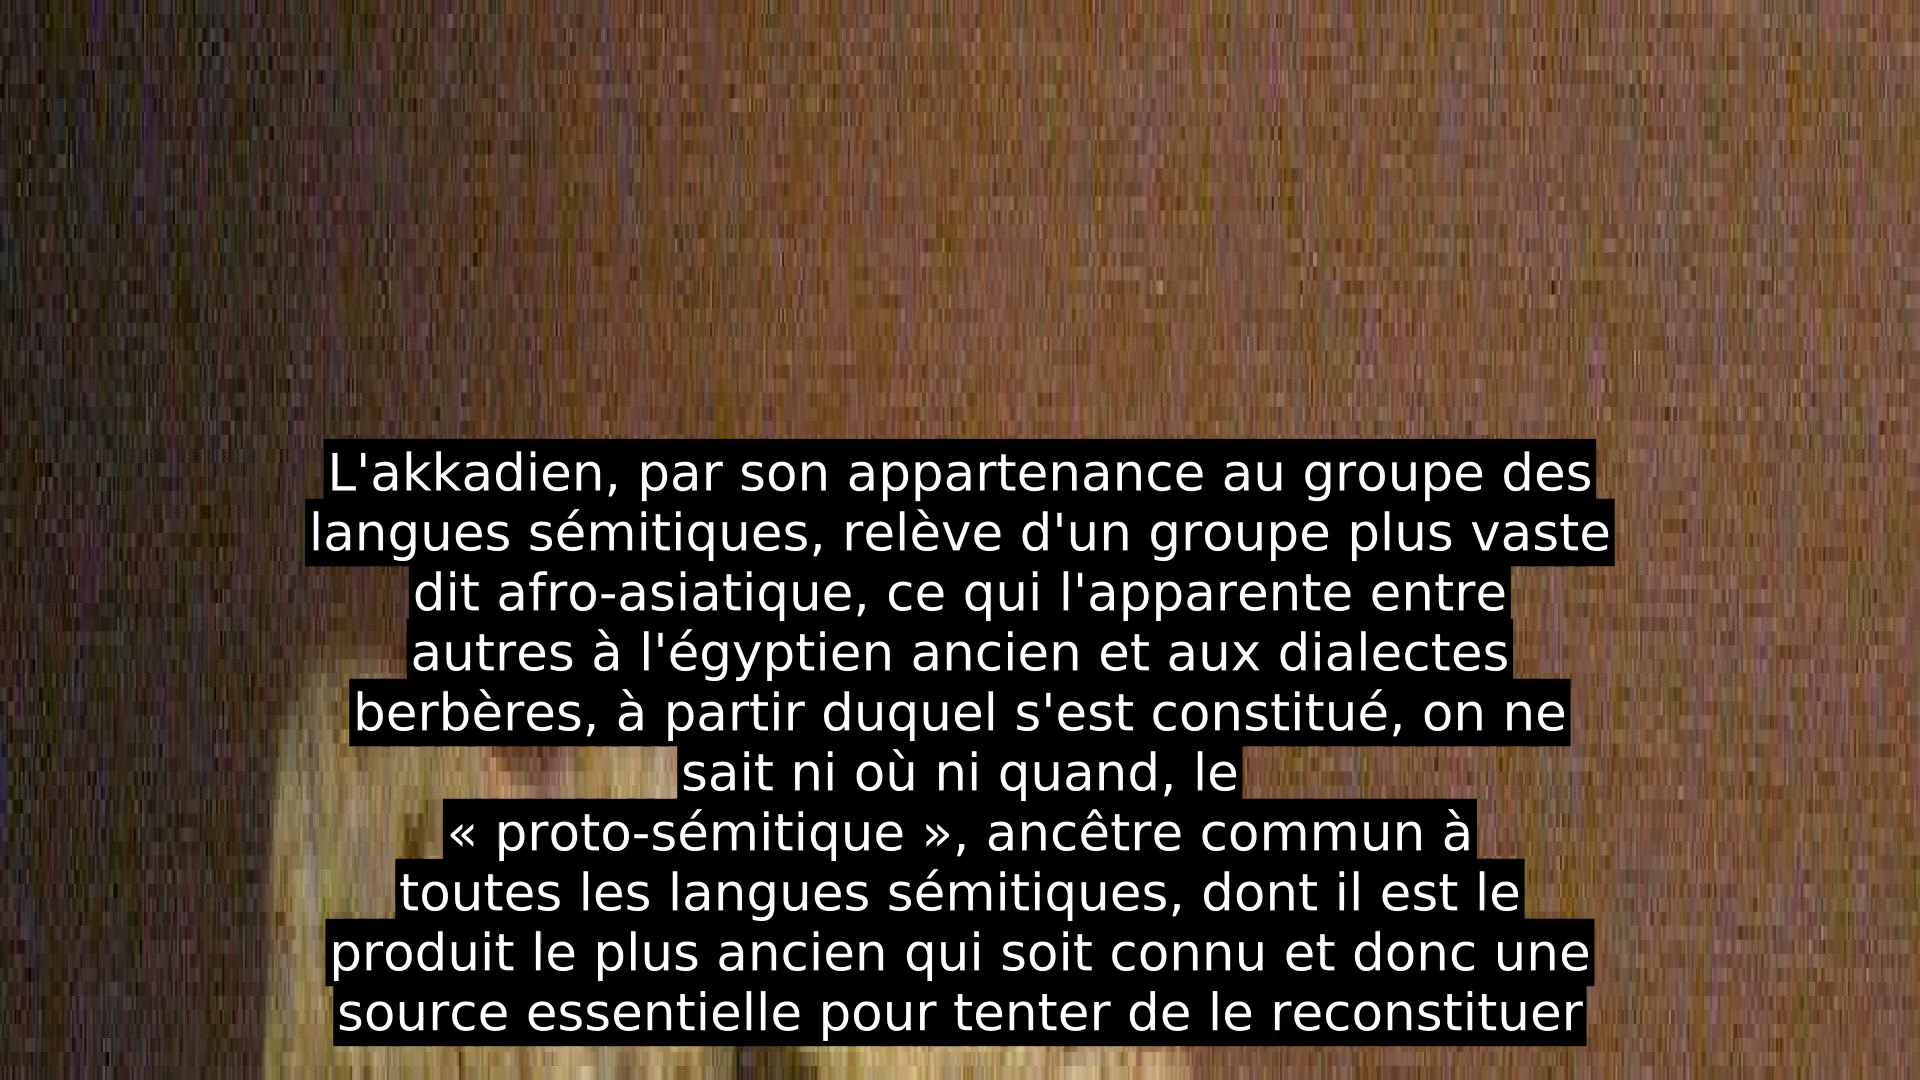 L'akkadien, par son appartenance au groupe des
langues sémitiques, relève d'un groupe plus vaste
dit afro-asiatique, ce qui l'apparente entre
autres à l'égyptien ancien et aux dialectes
berbères, à partir duquel s'est constitué, on ne
sait ni où ni quand, le
« proto-sémitique », ancêtre commun à
toutes les langues sémitiques, dont il est le
produit le plus ancien qui soit connu et donc une
source essentielle pour tenter de le reconstituer